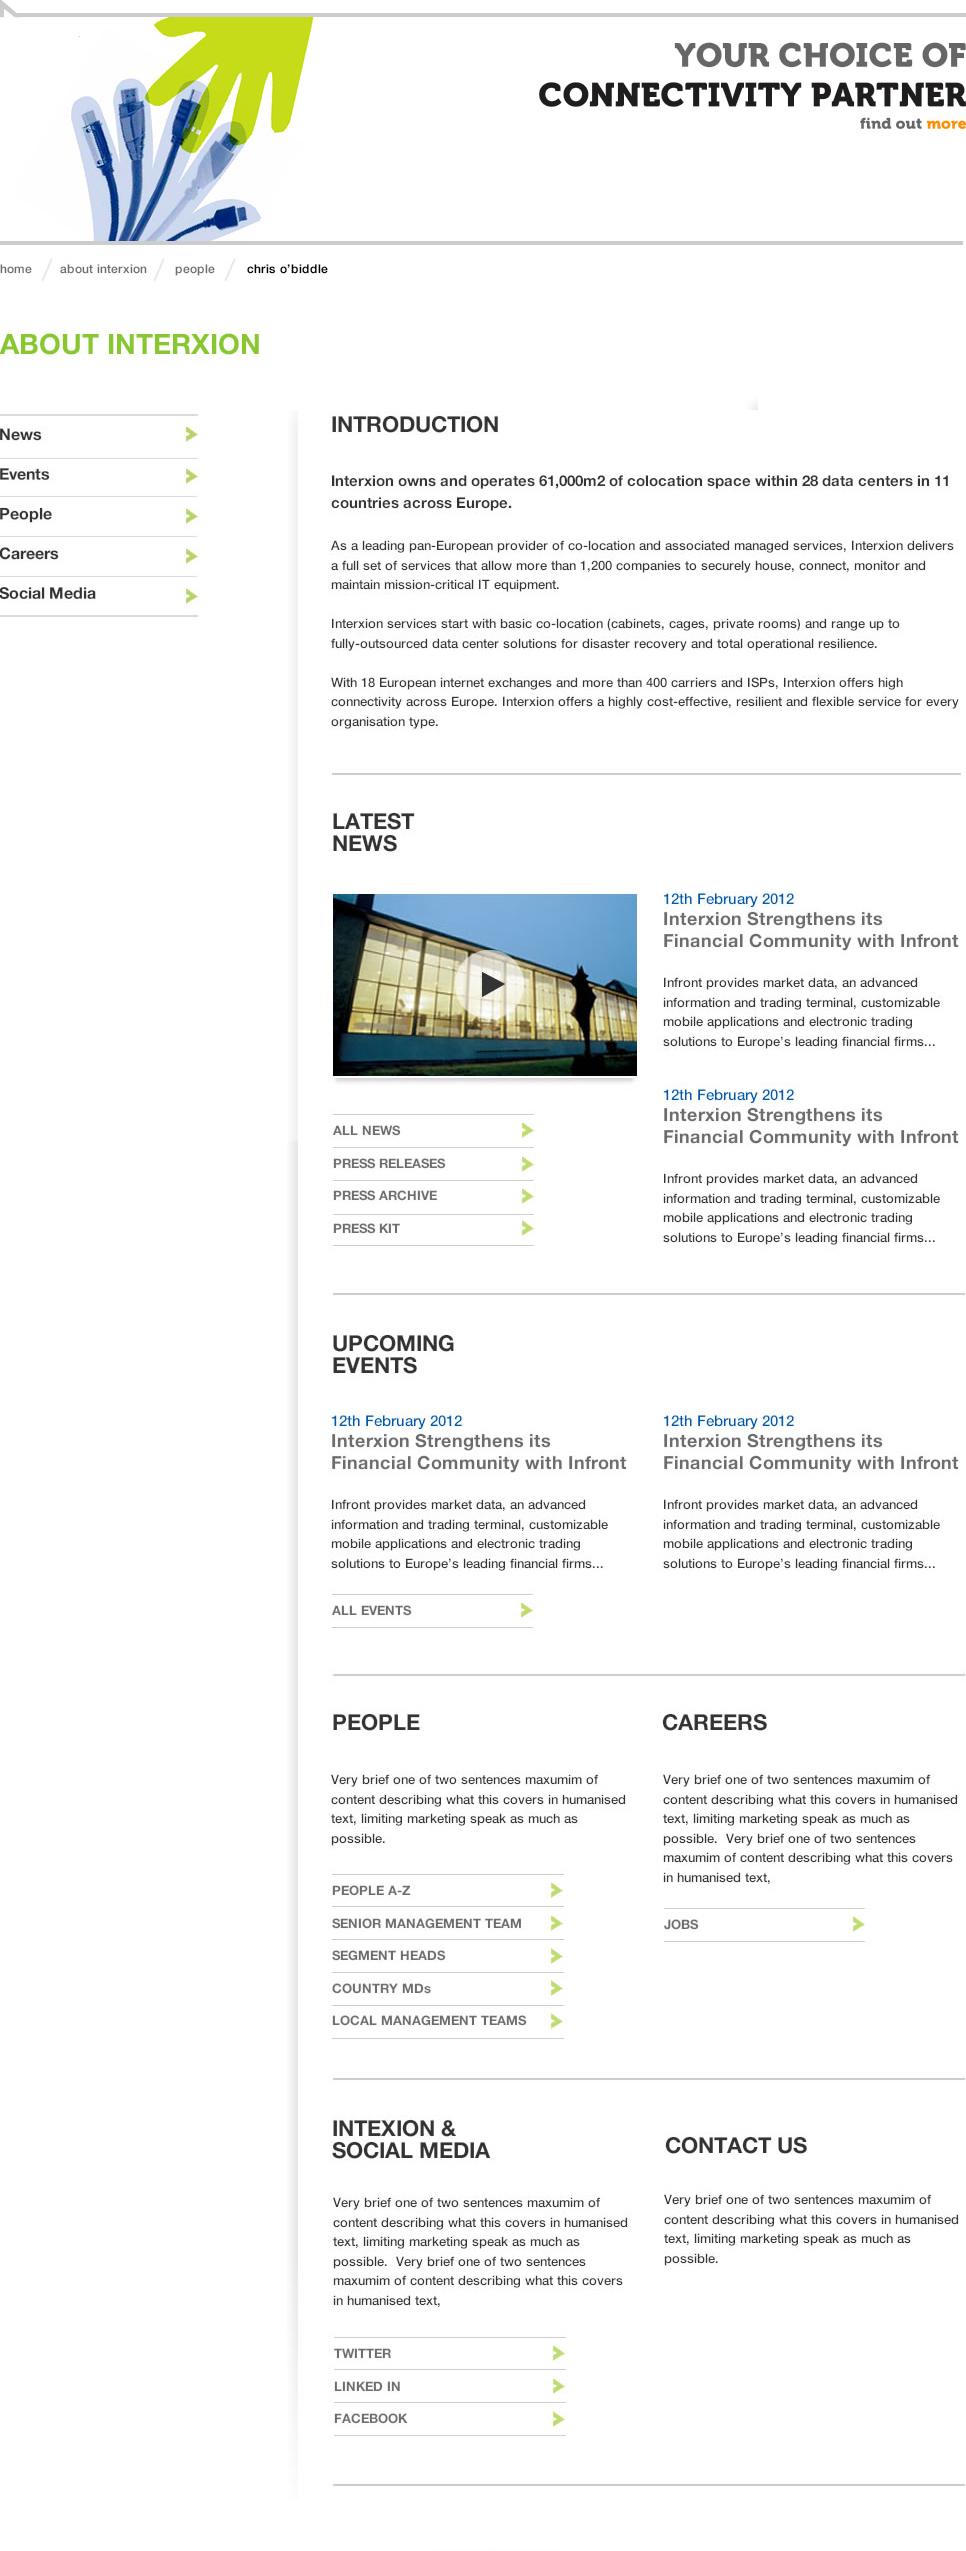 YOUR CHOICE OF
CONNECTIVITY PARTNER
find out more
home / about interxion / people / chris o'biddle
ABOUT INTERXION
News
Events
People
Careers
Social Media
INTRODUCTION
Interxion owns and operates 61,000m2 of colocation space within 28 data centers in 11
countries across Europe.
As a leading pan-European provider of co-location and associated managed services, Interxion delivers
a full set of services that allow more than 1,200 companies to securely house, connect, monitor and
maintain mission-critical IT equipment.
Interxion services start with basic co-location (cabinets, cages, private rooms) and range up to
fully-outsourced data center solutions for disaster recovery and total operational resilience.
With 18 European internet exchanges and more than 400 carriers and ISPs, Interxion offers high
connectivity across Europe. Interxion offers a highly cost-effective, resilient and flexible service for every
organisation type.
LATEST
NEWS
12th February 2012
Interxion Strengthens its
Financial Community with Infront
Infront provides market data, an advanced
information and trading terminal, customizable
mobile applications and electronic trading
solutions to Europe's leading financial firms...
12th February 2012
Interxion Strengthens its
Financial Community with Infront
Infront provides market data, an advanced
information and trading terminal, customizable
mobile applications and electronic trading
solutions to Europe's leading financial firms...
ALL NEWS
PRESS RELEASES
PRESS ARCHIVE
PRESS KIT
UPCOMING
EVENTS
12th February 2012
Interxion Strengthens its
Financial Community with Infront
Infront provides market data, an advanced
information and trading terminal, customizable
mobile applications and electronic trading
solutions to Europe's leading financial firms...
ALL EVENTS
12th February 2012
Interxion Strengthens its
Financial Community with Infront
Infront provides market data, an advanced
information and trading terminal, customizable
mobile applications and electronic trading
solutions to Europe's leading financial firms...
PEOPLE
Very brief one of two sentences maxumim of
content describing what this covers in humanised
text, limiting marketing speak as much as
possible.
PEOPLE A-Z
SENIOR MANAGEMENT TEAM
SEGMENT HEADS
COUNTRY MDs
LOCAL MANAGEMENT TEAMS
CAREERS
Very brief one of two sentences maxumim of
content describing what this covers in humanised
text, limiting marketing speak as much as
possible.  Very brief one of two sentences
maxumim of content describing what this covers
in humanised text,
JOBS
INTEXION &
SOCIAL MEDIA
Very brief one of two sentences maxumim of
content describing what this covers in humanised
text, limiting marketing speak as much as
possible.  Very brief one of two sentences
maxumim of content describing what this covers
in humanised text,
TWITTER
LINKED IN
FACEBOOK
CONTACT US
Very brief one of two sentences maxumim of
content describing what this covers in humanised
text, limiting marketing speak as much as
possible.